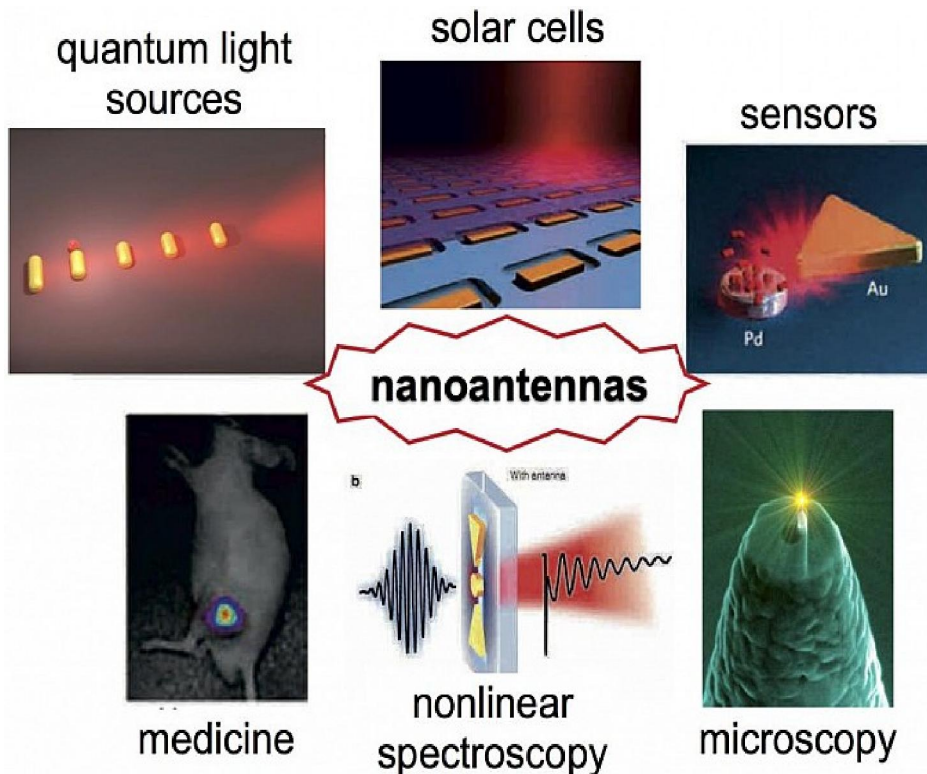 quantum light
sources
solar cells
sensors
Au
Pd
nanoantennas
b
With antenna
medicine
nonlinear
spectroscopy
microscopy